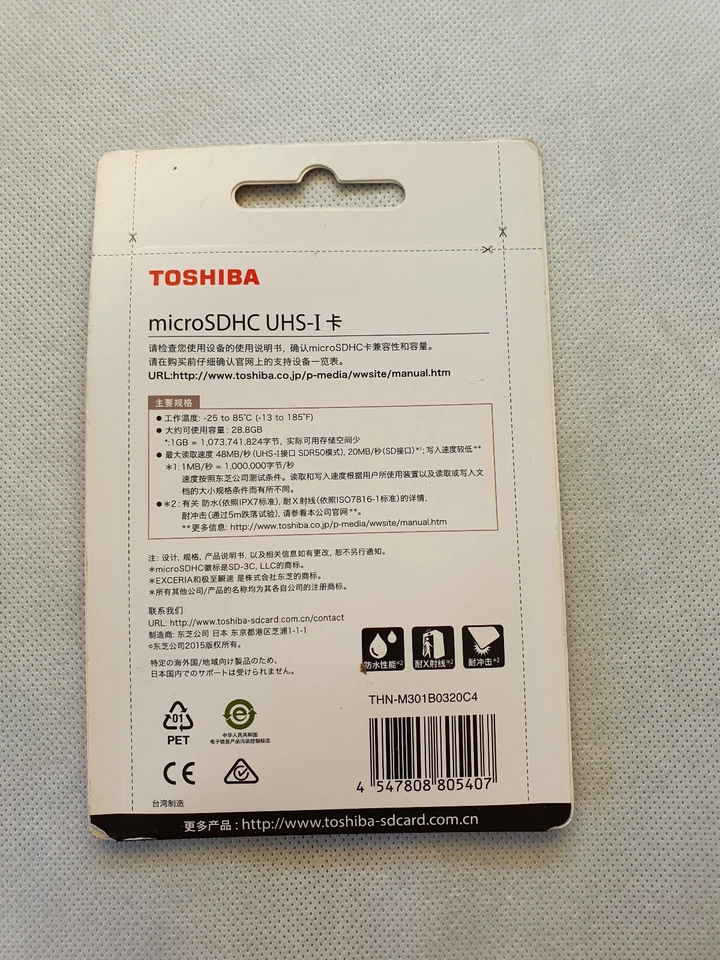 TOSHIBA
microSDHC UHS-I 卡
请检查您使用设备的使用说明书, 确认microSDHC卡兼容性和容量。
请在购买前仔细确认官网上的支持设备一览表。
URL:http://www.toshiba.co.jp/p-media/wwsite/manual.htm
主要规格
● 工作温度: -25 to 85℃ (-13 to 185˚F)
● 大约可使用容量: 28.8GB
*:1GB = 1,073,741,824字节, 实际可用存储空间少
● 最大读取速度 48MB/秒 (UHS-I接口 SDR50模式), 20MB/秒(SD接口)*¹; 写入速度较低**
*1: 1MB/秒 = 1,000,000字节/秒
速度按照东芝公司测试条件。读取和写入速度根据用户所使用装置以及读取或写入文
档的大小规格条件而有所不同。
●*2: 有关 防水(依照IPX7标准), 耐X射线(依照ISO7816-1标准)的详情,
耐冲击(通过5m跌落试验), 请参看本公司官网**。
**更多信息: http://www.toshiba.co.jp/p-media/wwsite/manual.htm
注: 设计, 规格, 产品说明书, 以及相关信息如有更改, 恕不另行通知。
*microSDHC徽标是SD-3C, LLC的商标。
*EXCERIA和极至瞬速 是株式会社东芝的商标。
*所有其他公司/产品的名称均为其各自公司的注册商标。
联系我们
URL: http://www.toshiba-sdcard.com.cn/contact
制造商: 东芝公司 日本 东京都港区芝浦1-1-1
©东芝公司2015版权所有。
特定の海外国/地域向け製品のため、
日本国内でのサポートは受けられません。
防水性能*2
耐X射线*2
耐冲击*2
THN-M301B0320C4
01
PET
e
中华人民共和国
电子信息产品污染控制标志
CE
4 547808 805407
台湾制造
更多产品 : http://www.toshiba-sdcard.com.cn